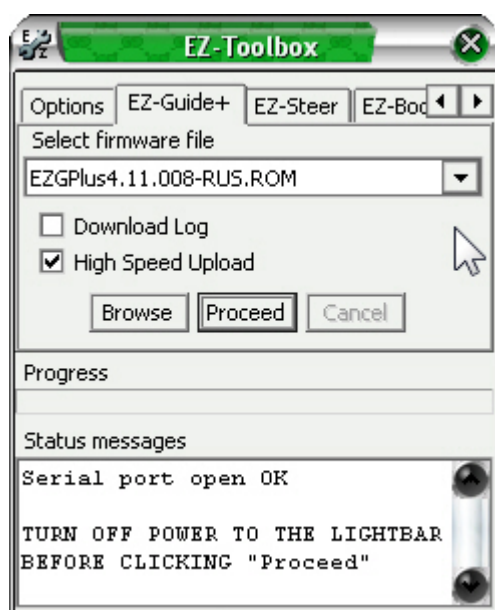 EZ
EZ-Toolbox
Options EZ-Guide+ EZ-Steer EZ-Boo
Select firmware file
EZGPlus4.11.008-RUS.ROM
Download Log
High Speed Upload
Browse Proceed Cancel
Progress
Status messages
Serial port open OK
TURN OFF POWER TO THE LIGHTBAR
BEFORE CLICKING "Proceed"